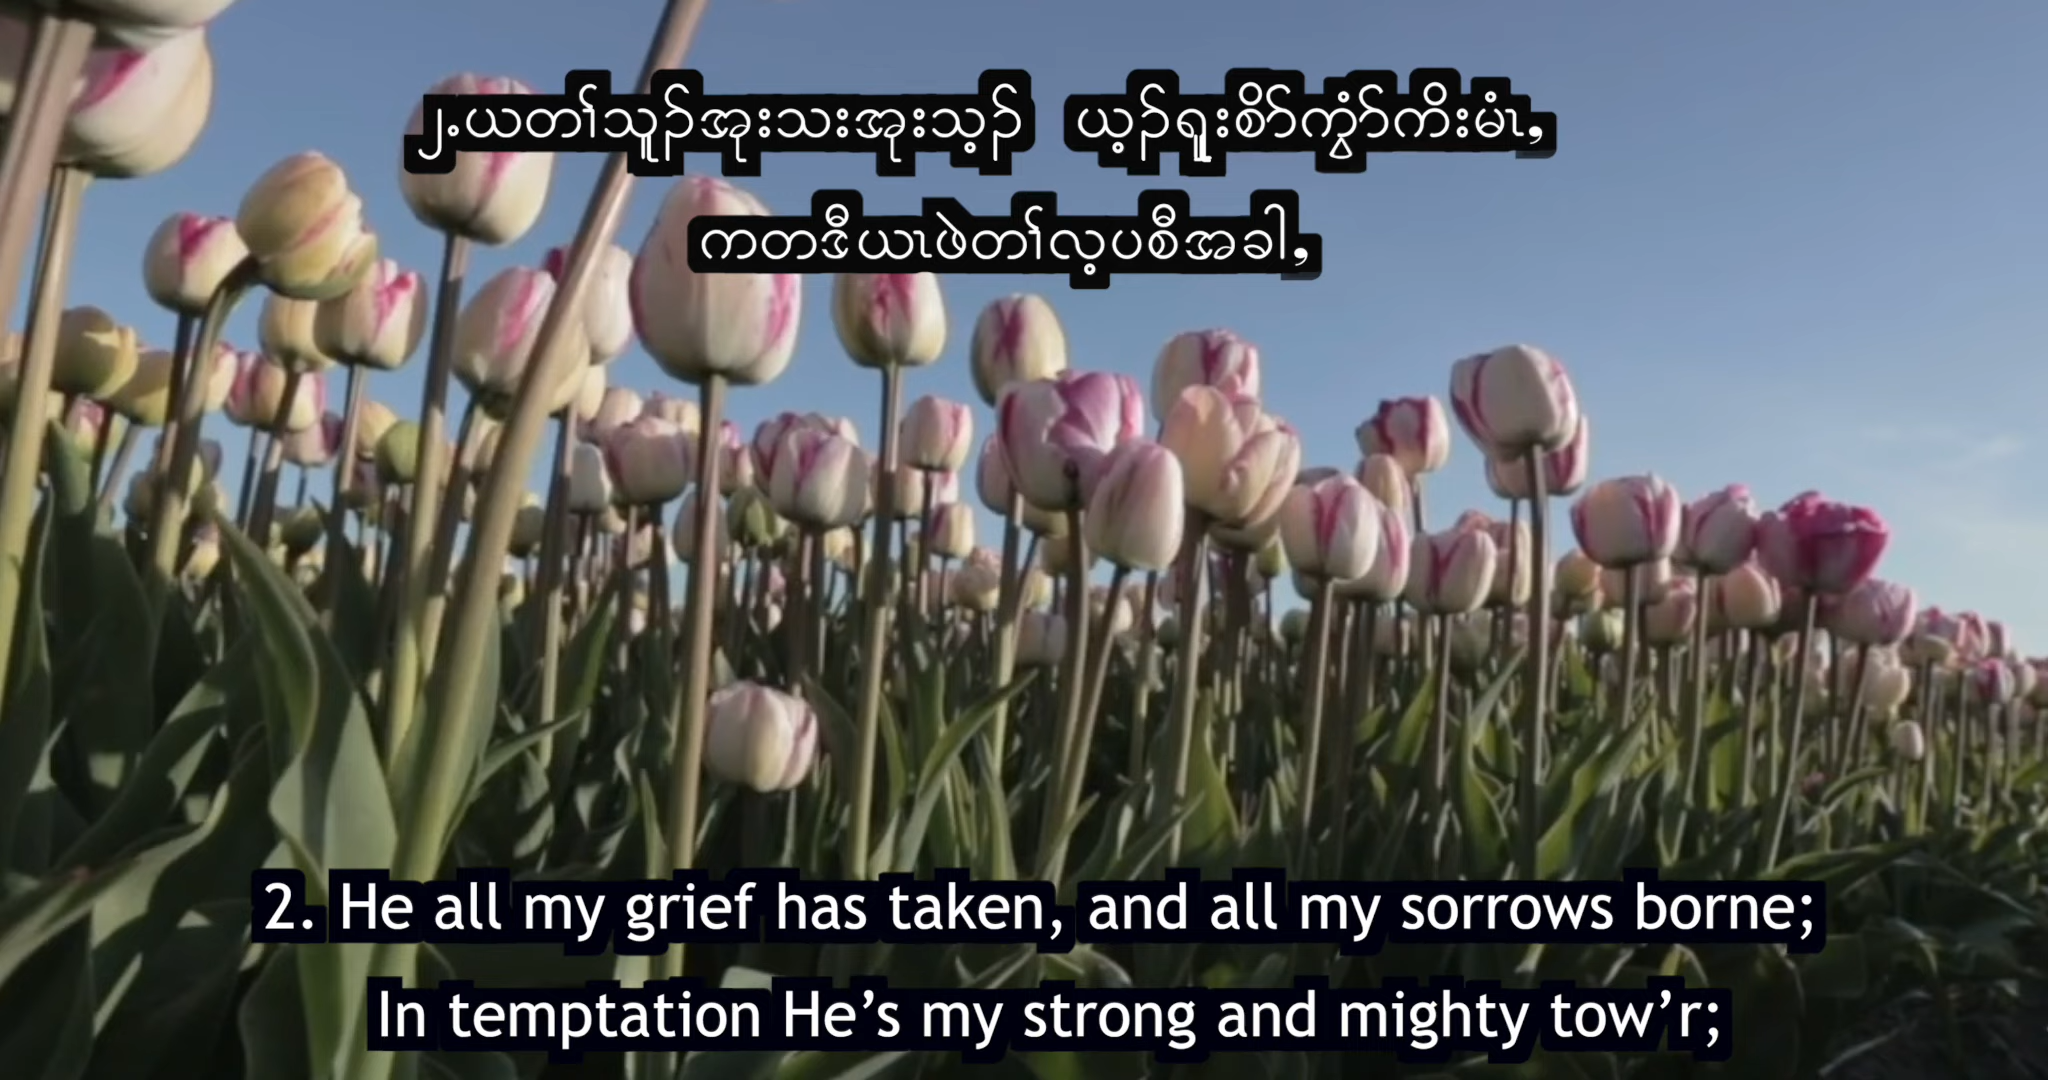 ၂.ယတၢ်သူၣ်အုးသးအုးသ့ၣ် ယ့ၣ်ရူးစိာ်ကွံာ်ကိးမံၤ,
ကတဒီယၤဖဲတၢ်လ့ပစီအခါ,
2. He all my grief has taken, and all my sorrows borne;
In temptation He’s my strong and mighty tow’r;